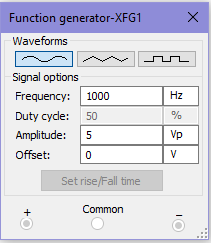 Function generator-XFG1
Waveforms
Signal options
Frequency: 1000 Hz
Duty cycle: 50 %
Amplitude: 5 Vp
Offset: 0 V
Set rise/Fall time
+ Common −